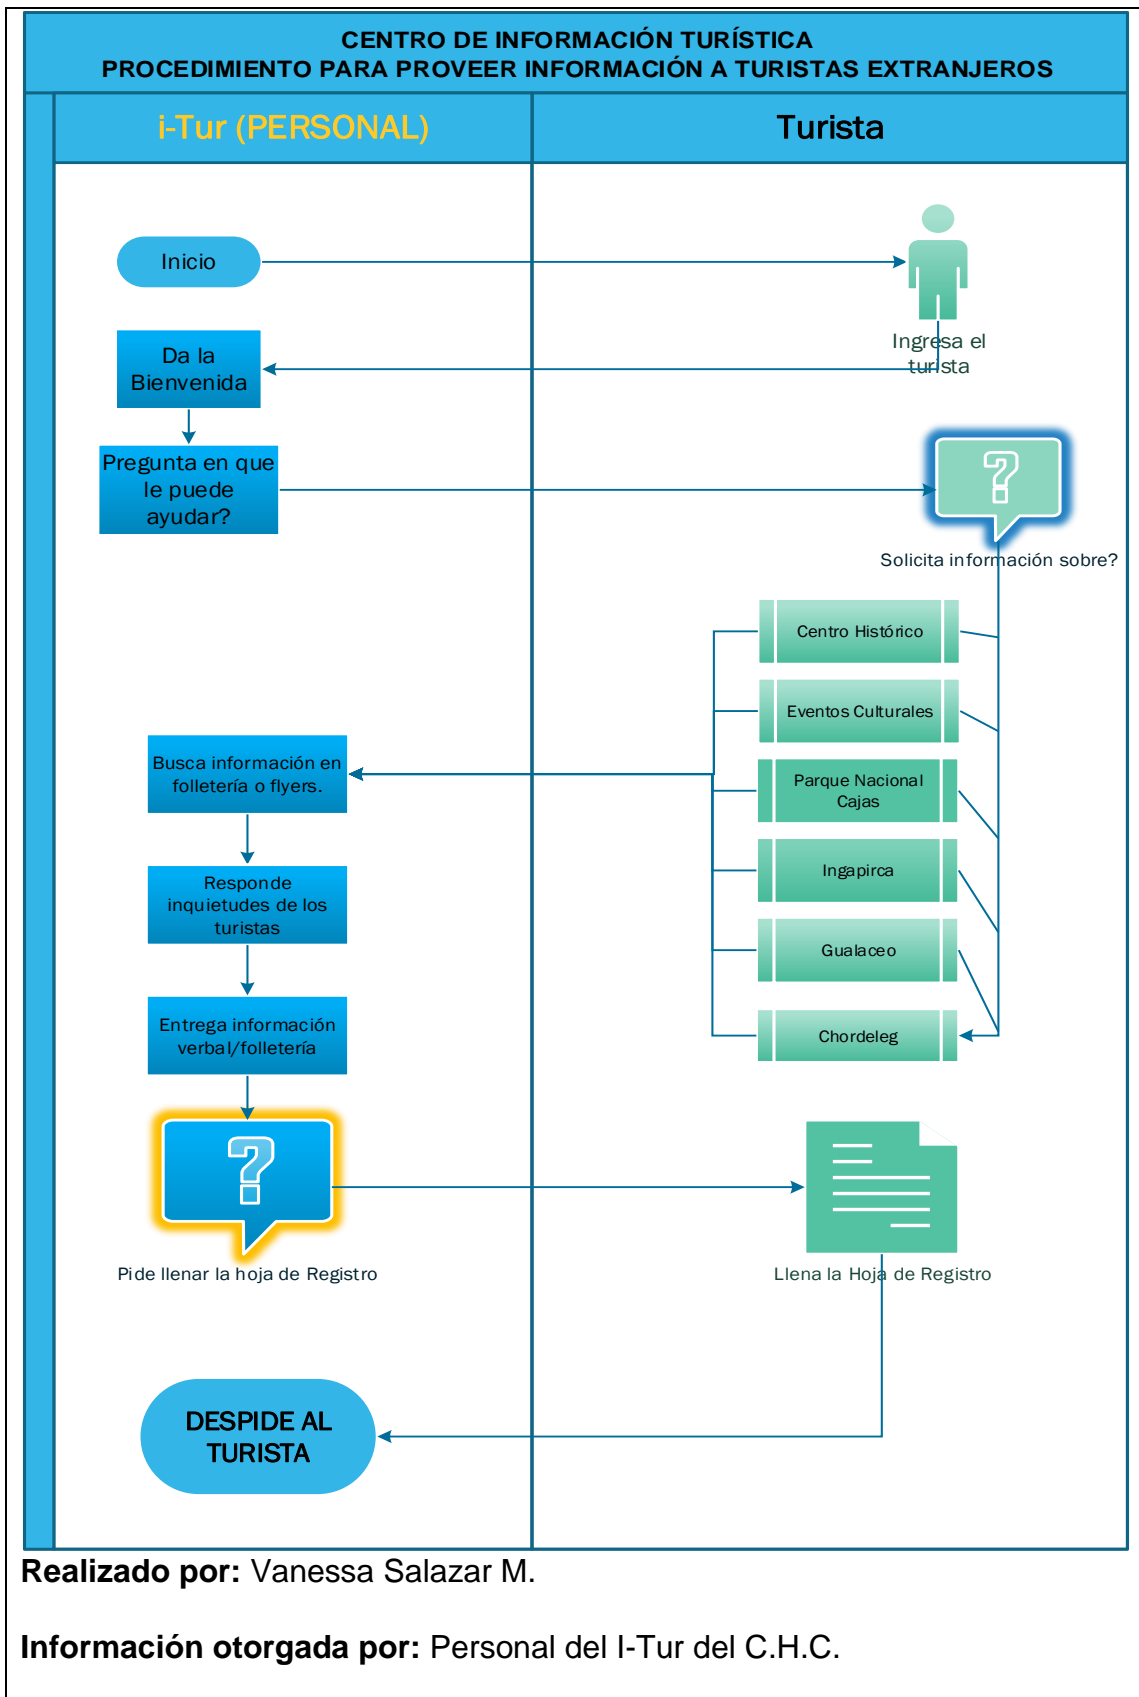 CENTRO DE INFORMACIÓN TURÍSTICA
PROCEDIMIENTO PARA PROVEER INFORMACIÓN A TURISTAS EXTRANJEROS
i-Tur (PERSONAL)
Turista
Inicio
Ingresa el
turista
Da la
Bienvenida
Pregunta en que
le puede
ayudar?
?
Solicita información sobre?
Centro Histórico
Eventos Culturales
Parque Nacional
Cajas
Ingapirca
Gualaceo
Chordeleg
Busca información en
folletería o flyers.
Responde
inquietudes de los
turistas
Entrega información
verbal/folletería
?
Pide llenar la hoja de Registro
Llena la Hoja de Registro
DESPIDE AL
TURISTA
Realizado por: Vanessa Salazar M.
Información otorgada por: Personal del I-Tur del C.H.C.